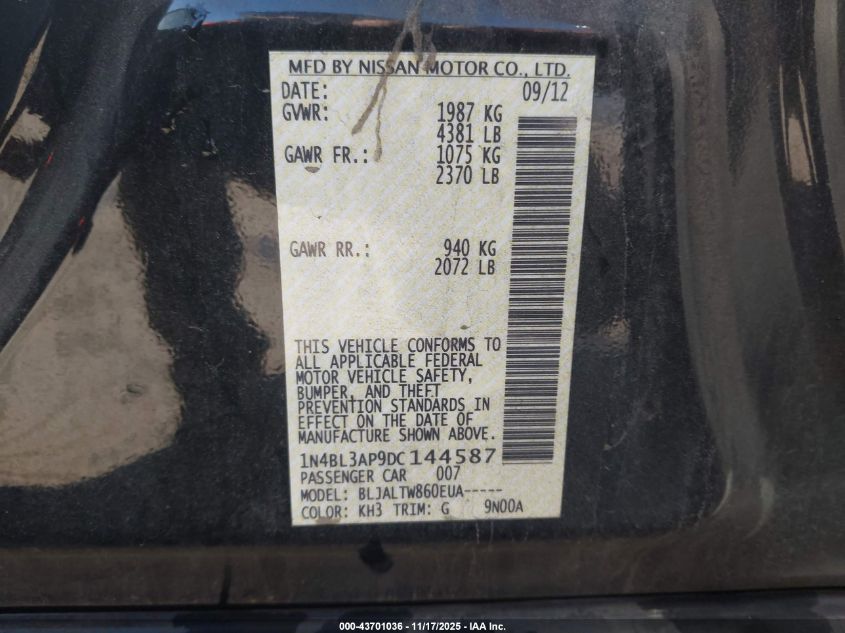 MFD BY NISSAN MOTOR CO., LTD.
DATE: 09/12
GVWR: 1987 KG
4381 LB
GAWR FR.: 1075 KG
2370 LB
GAWR RR.: 940 KG
2072 LB
THIS VEHICLE CONFORMS TO
ALL APPLICABLE FEDERAL
MOTOR VEHICLE SAFETY,
BUMPER, AND THEFT
PREVENTION STANDARDS IN
EFFECT ON THE DATE OF
MANUFACTURE SHOWN ABOVE.
1N4BL3AP9DC144587
PASSENGER CAR 007
MODEL: BLJALTW860EUA-----
COLOR: KH3 TRIM: G 9N00A
000-43701036 - 11/17/2025 - IAA Inc.